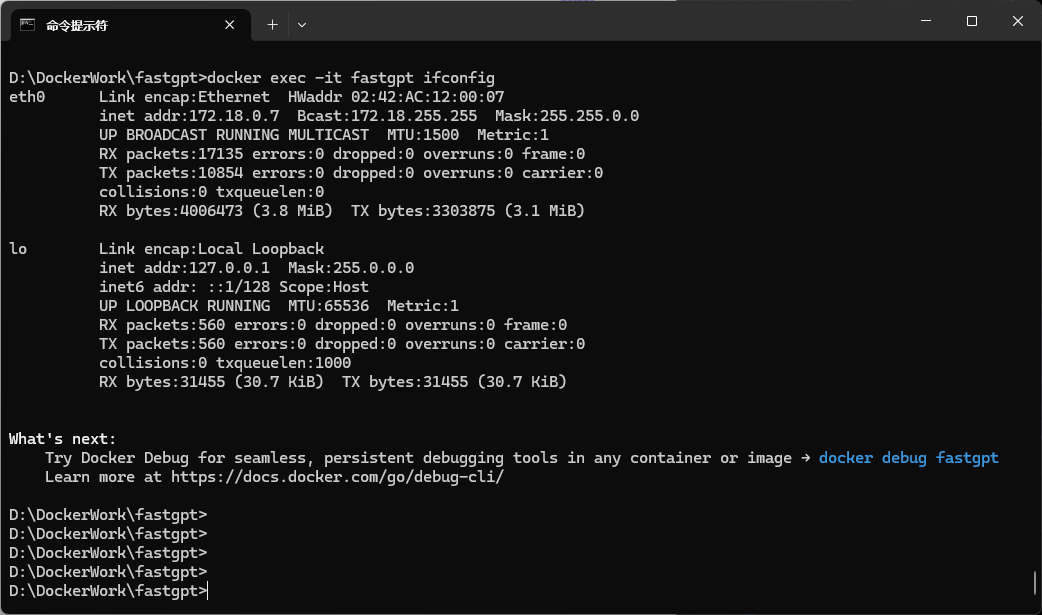 命令提示符
D:\DockerWork\fastgpt>docker exec -it fastgpt ifconfig
eth0      Link encap:Ethernet  HWaddr 02:42:AC:12:00:07
          inet addr:172.18.0.7  Bcast:172.18.255.255  Mask:255.255.0.0
          UP BROADCAST RUNNING MULTICAST  MTU:1500  Metric:1
          RX packets:17135 errors:0 dropped:0 overruns:0 frame:0
          TX packets:10854 errors:0 dropped:0 overruns:0 carrier:0
          collisions:0 txqueuelen:0
          RX bytes:4006473 (3.8 MiB)  TX bytes:3303875 (3.1 MiB)

lo        Link encap:Local Loopback
          inet addr:127.0.0.1  Mask:255.0.0.0
          inet6 addr: ::1/128 Scope:Host
          UP LOOPBACK RUNNING  MTU:65536  Metric:1
          RX packets:560 errors:0 dropped:0 overruns:0 frame:0
          TX packets:560 errors:0 dropped:0 overruns:0 carrier:0
          collisions:0 txqueuelen:1000
          RX bytes:31455 (30.7 KiB)  TX bytes:31455 (30.7 KiB)

What's next:
    Try Docker Debug for seamless, persistent debugging tools in any container or image → docker debug fastgpt
    Learn more at https://docs.docker.com/go/debug-cli/

D:\DockerWork\fastgpt>
D:\DockerWork\fastgpt>
D:\DockerWork\fastgpt>
D:\DockerWork\fastgpt>
D:\DockerWork\fastgpt>